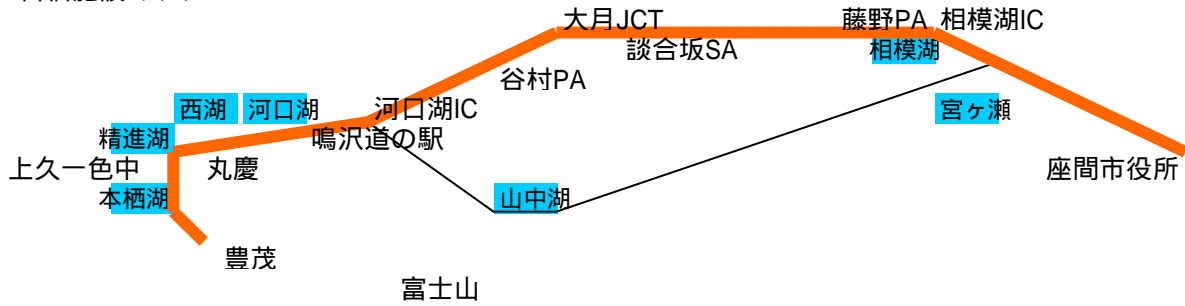 大月JCT
藤野PA 相模湖IC
談合坂SA
相模湖
谷村PA
西湖
河口湖
河口湖IC
宮ヶ瀬
精進湖
鳴沢道の駅
上久一色中
丸慶
座間市役所
本栖湖
山中湖
豊茂
富士山